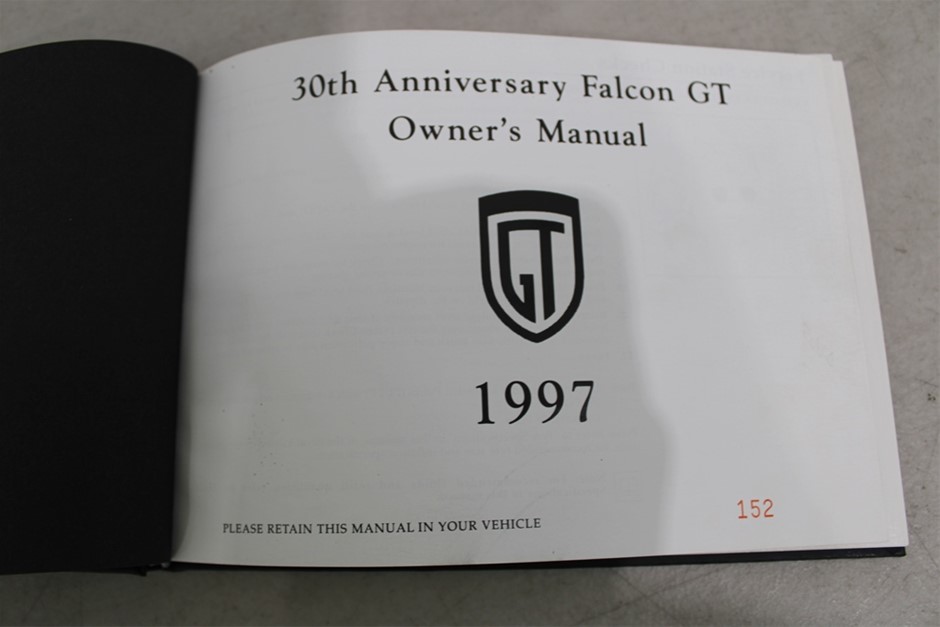 30th Anniversary Falcon GT
Owner's Manual
GT
1997
152
PLEASE RETAIN THIS MANUAL IN YOUR VEHICLE